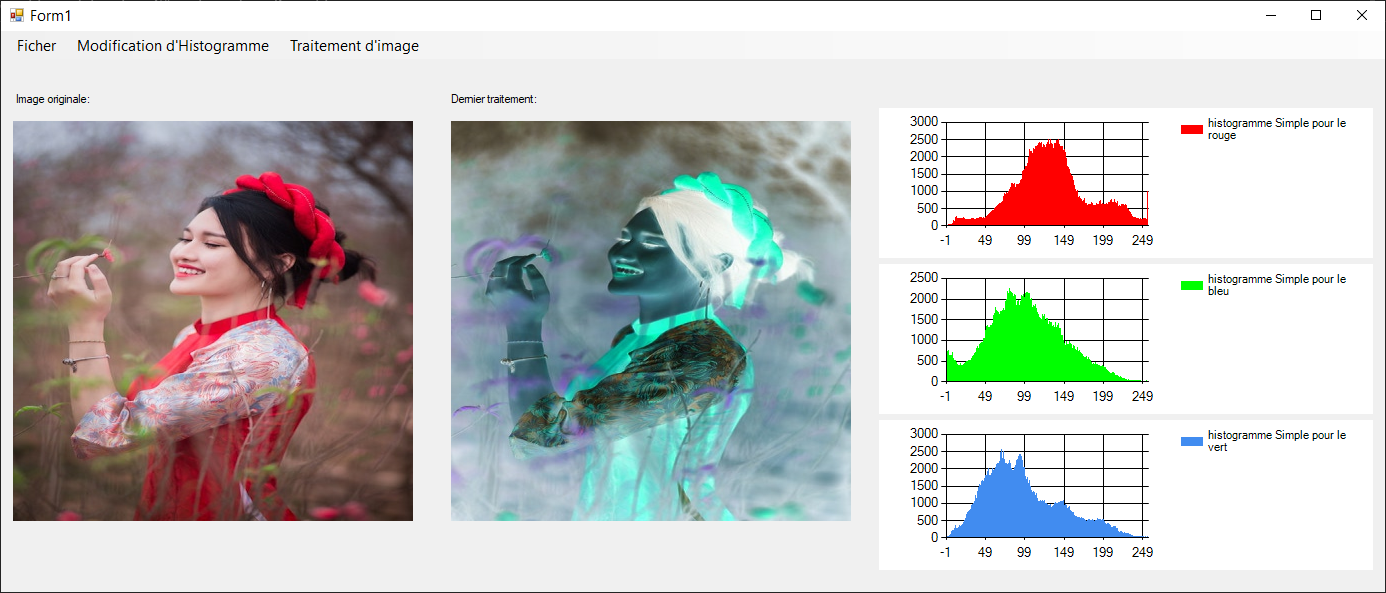 Form1
Ficher Modification d'Histogramme Traitement d'image
Image originale:
Dernier traitement:
3000
2500
2000
1500
1000
500
0
-1 49 99 149 199 249
histogramme Simple pour le
rouge
2500
2000
1500
1000
500
0
-1 49 99 149 199 249
histogramme Simple pour le
bleu
3000
2500
2000
1500
1000
500
0
-1 49 99 149 199 249
histogramme Simple pour le
vert